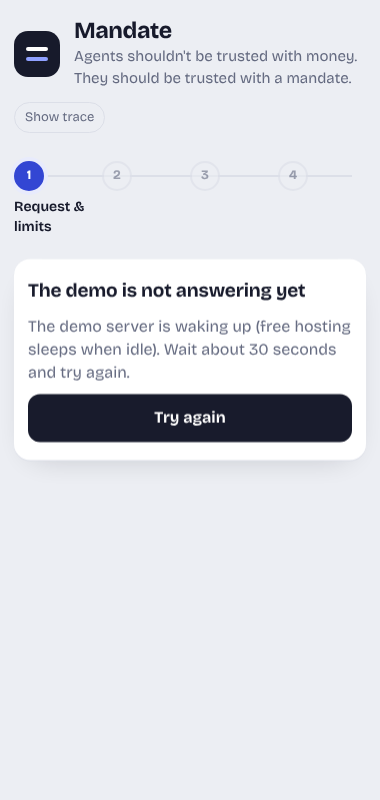 Mandate
Agents shouldn't be trusted with money.
They should be trusted with a mandate.
Show trace
1
2
3
4
Request &
limits
The demo is not answering yet
The demo server is waking up (free hosting
sleeps when idle). Wait about 30 seconds
and try again.
Try again